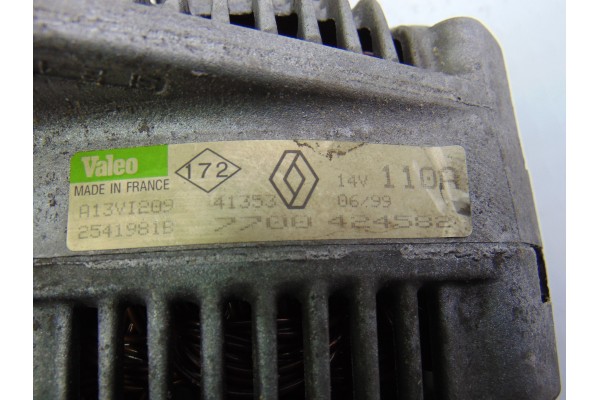 Valeo
MADE IN FRANCE
172
14V 110A
A13VI209 41353 06/99
2541981B 7700 424582